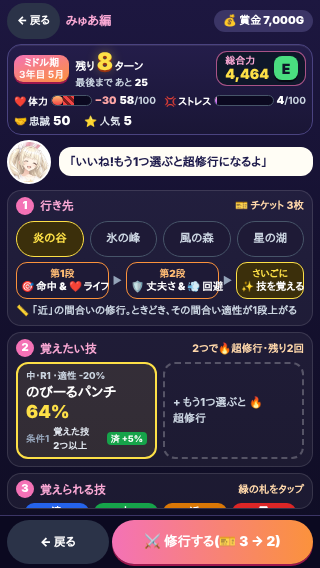 ← 戻る みゅあ編 💰 賞金 7,000G
ミドル期
3年目 5月
残り 8 ターン
最後まで あと 25
総合力
4,464 E
❤️ 体力 −30 58/100 💢 ストレス 4/100
🤝 忠誠 50 ⭐ 人気 5
「いいね!もう1つ選ぶと超修行になるよ」
1 行き先 🎫 チケット 3枚
炎の谷 氷の峰 風の森 星の湖
第1段
🎯 命中 & ❤️ ライフ
▶
第2段
🛡️ 丈夫さ & 💨 回避
▶
さいごに
✨ 技を覚える
📏 「近」の間合いの修行。ときどき、その間合い適性が1段上がる
2 覚えたい技 2つで🔥超修行・残り2回
中・R1・適性 -20%
のびーるパンチ
64%
条件1 覚えた技
2つ以上
済 +5%
+ もう1つ選ぶと 🔥
超修行
3 覚えられる技 緑の札をタップ
← 戻る ⚔️ 修行する(🎫 3 → 2)